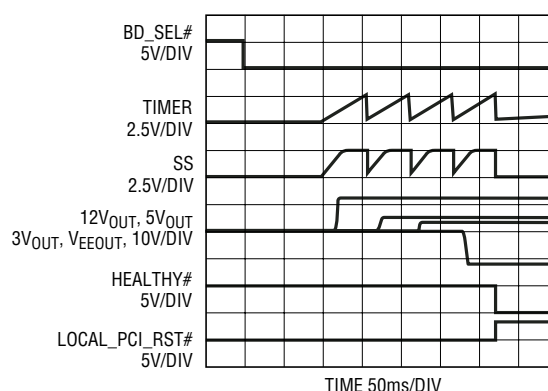 BD_SEL#
5V/DIV
TIMER
2.5V/DIV
SS
2.5V/DIV
12VOUT, 5VOUT
3VOUT, VEEOUT, 10V/DIV
HEALTHY#
5V/DIV
LOCAL_PCI_RST#
5V/DIV
TIME 50ms/DIV